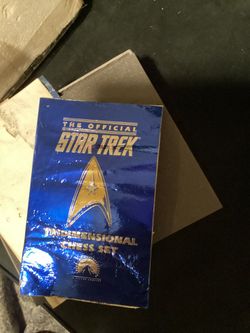 THE OFFICIAL
STAR TREK
TRIDIMENSIONAL
CHESS SET